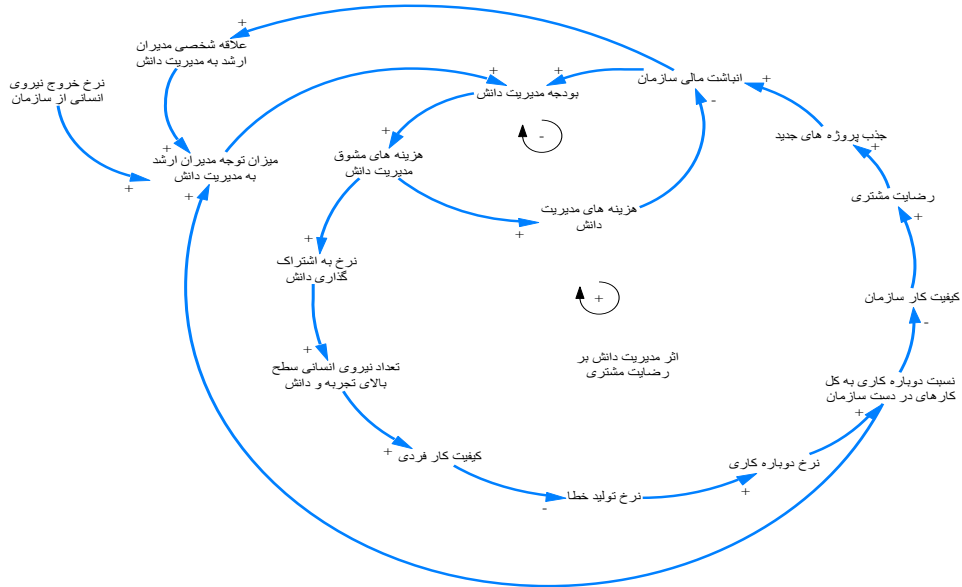 علاقه شخصی مدیران
ارشد به مدیریت دانش
نرخ خروج نیروی
انسانی از سازمان
میزان توجه مدیران ارشد
به مدیریت دانش
بودجه مدیریت دانش
انباشت مالی سازمان
هزینه های مشوق
مدیریت دانش
هزینه های مدیریت
دانش
جذب پروژه های جدید
رضایت مشتری
کیفیت کار سازمان
نرخ به اشتراک
گذاری دانش
اثر مدیریت دانش بر
رضایت مشتری
تعداد نیروی انسانی سطح
بالای تجربه و دانش
نسبت دوباره کاری به کل
کارهای در دست سازمان
کیفیت کار فردی
نرخ دوباره کاری
نرخ تولید خطا